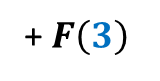 + F(3)